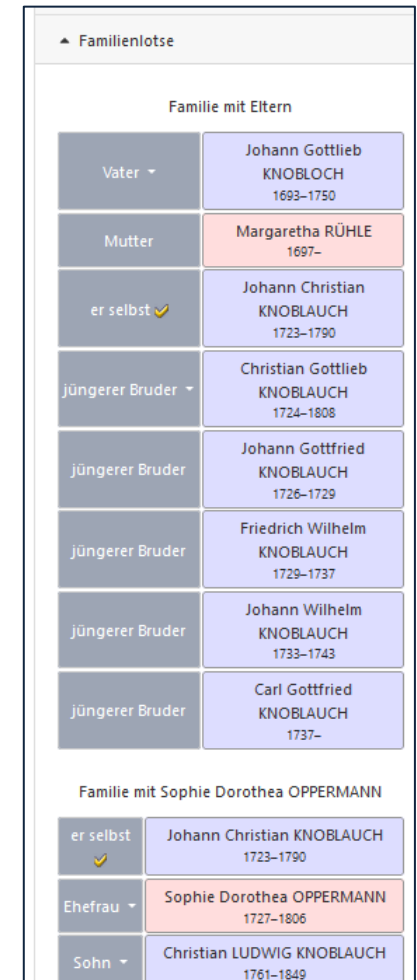 Familienlotse
Familie mit Eltern
Vater
Johann Gottlieb
KNOBLOCH
1693–1750
Mutter
Margaretha RÜHLE
1697–
er selbst
Johann Christian
KNOBLAUCH
1723–1790
jüngerer Bruder
Christian Gottlieb
KNOBLAUCH
1724–1808
jüngerer Bruder
Johann Gottfried
KNOBLAUCH
1726–1729
jüngerer Bruder
Friedrich Wilhelm
KNOBLAUCH
1729–1737
jüngerer Bruder
Johann Wilhelm
KNOBLAUCH
1733–1743
jüngerer Bruder
Carl Gottfried
KNOBLAUCH
1737–
Familie mit Sophie Dorothea OPPERMANN
er selbst
Johann Christian KNOBLAUCH
1723–1790
Ehefrau
Sophie Dorothea OPPERMANN
1727–1806
Sohn
Christian LUDWIG KNOBLAUCH
1761–1849